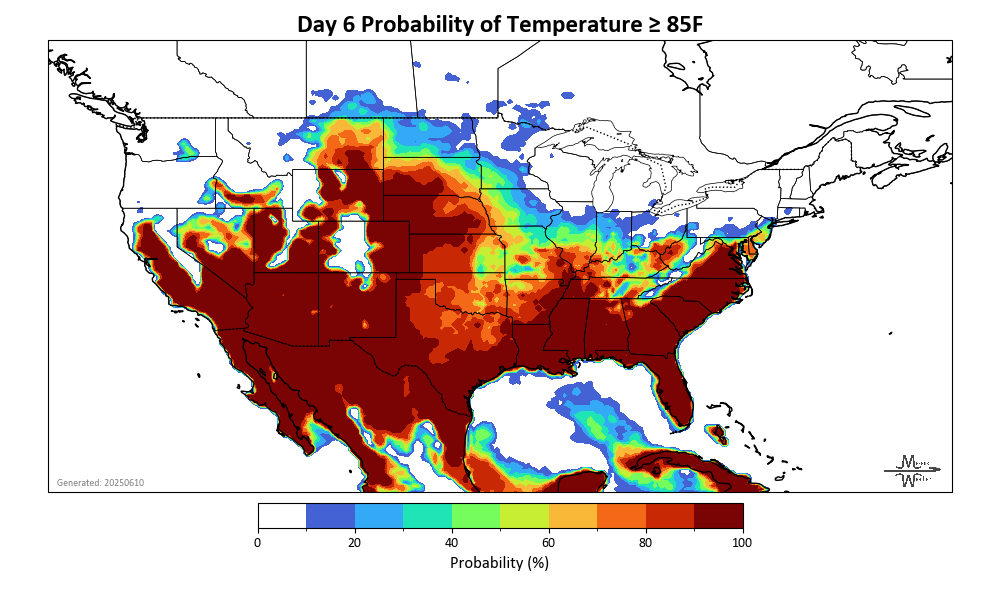 Day 6 Probability of Temperature ≥ 85F
Generated: 20250610
0 20 40 60 80 100
Probability (%)